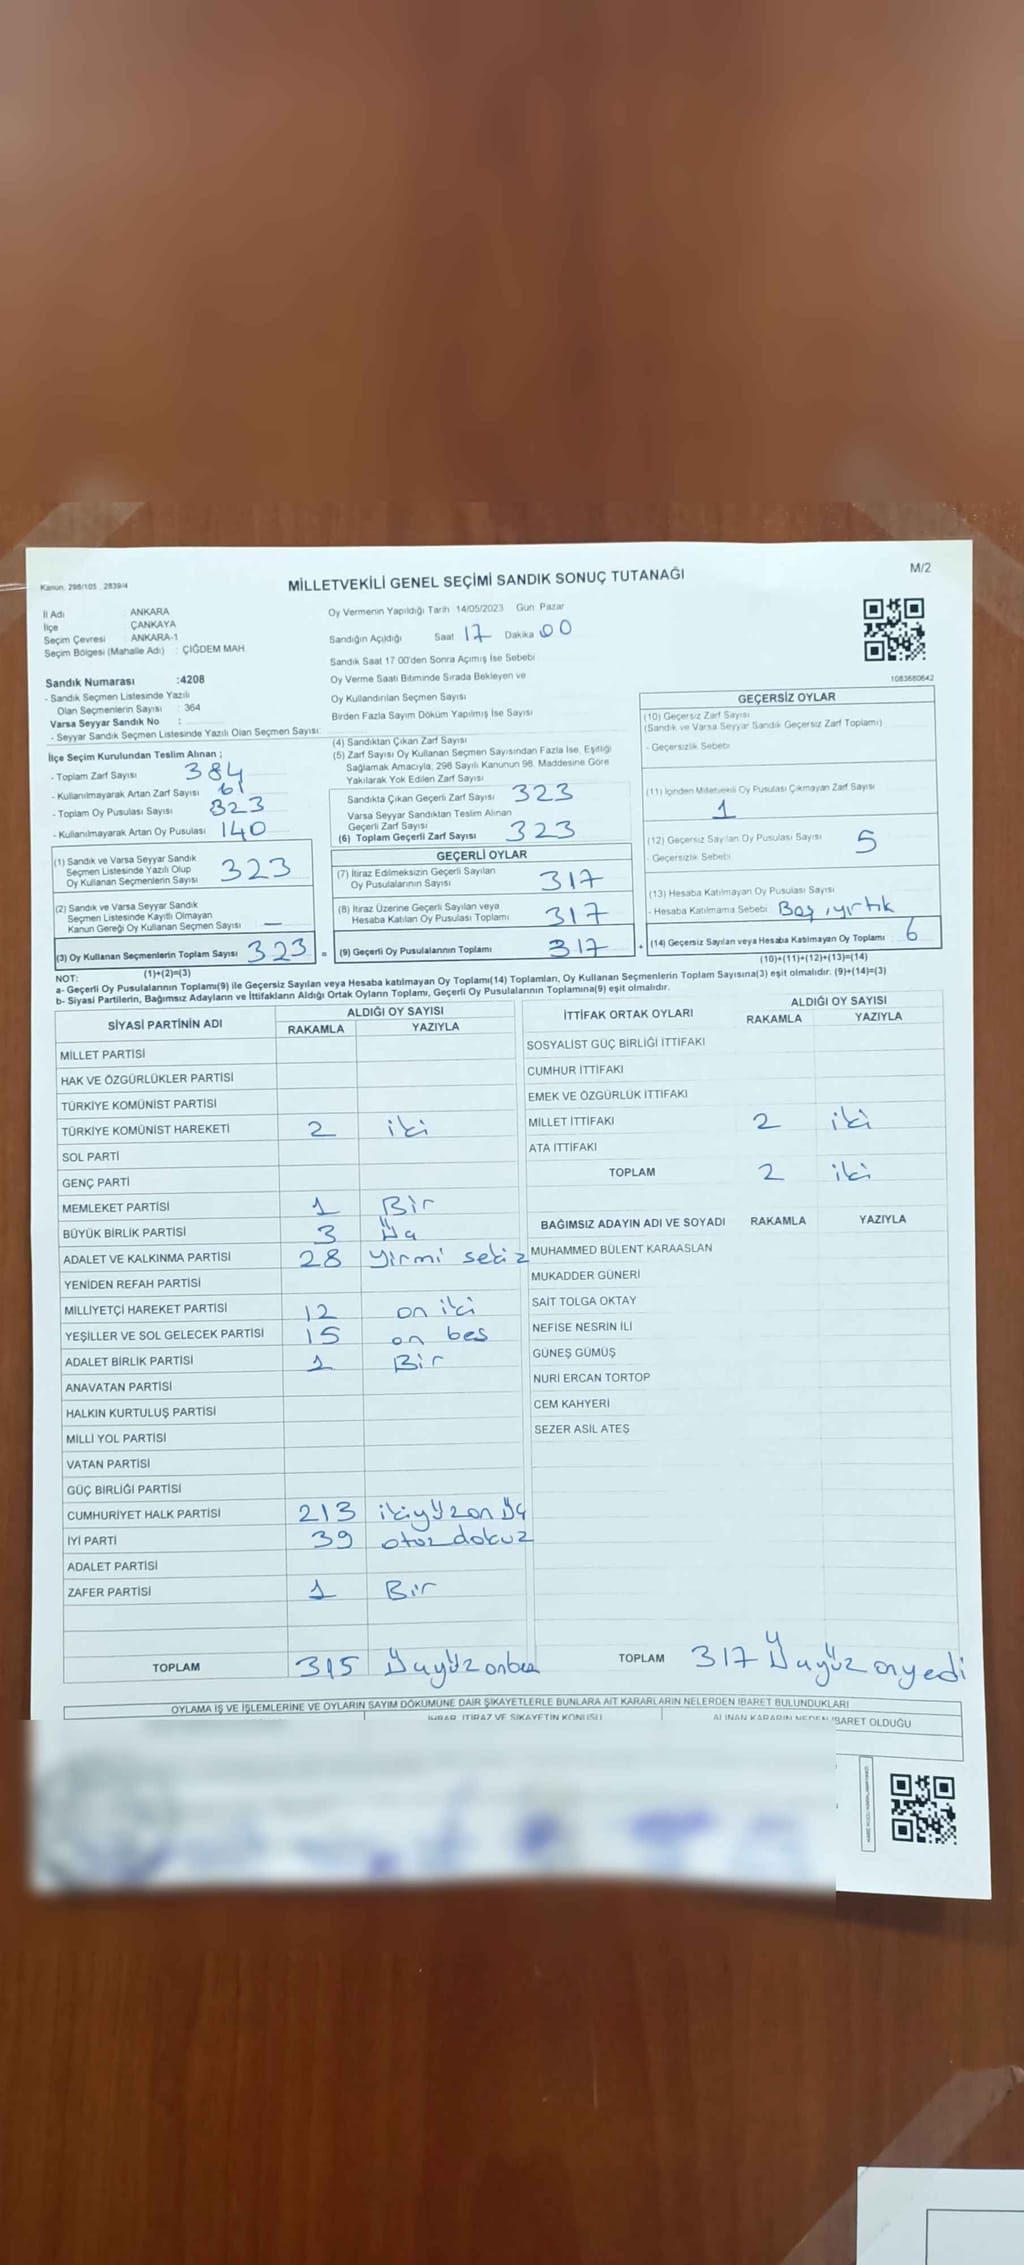 Kanun: 298/105 , 2839/4
MİLLETVEKİLİ GENEL SEÇİMİ SANDIK SONUÇ TUTANAĞI
M/2
İl Adı : ANKARA
İlçe : ÇANKAYA
Seçim Çevresi : ANKARA-1
Seçim Bölgesi (Mahalle Adı) : ÇİĞDEM MAH.
Oy Vermenin Yapıldığı Tarih 14/05/2023 Gün Pazar
Sandığın Açıldığı Saat 17 Dakika 00
Sandık Saat 17:00'den Sonra Açımış İse Sebebi
Oy Verme Saati Bitiminde Sırada Bekleyen ve
Oy Kullandırılan Seçmen Sayısı
Birden Fazla Sayım Döküm Yapılmış İse Sayısı
1083680642
Sandık Numarası :4208
- Sandık Seçmen Listesinde Yazılı
Olan Seçmenlerin Sayısı : 364
Varsa Seyyar Sandık No :
- Seyyar Sandık Seçmen Listesinde Yazılı Olan Seçmen Sayısı:
İlçe Seçim Kurulundan Teslim Alınan ;
- Toplam Zarf Sayısı 384
- Kullanılmayarak Artan Zarf Sayısı 61
- Toplam Oy Pusulası Sayısı 323
- Kullanılmayarak Artan Oy Pusulası 140
(1) Sandık ve Varsa Seyyar Sandık
Seçmen Listesinde Yazılı Olup
Oy Kullanan Seçmenlerin Sayısı 323
(2) Sandık ve Varsa Seyyar Sandık
Seçmen Listesinde Kayıtlı Olmayan
Kanun Gereği Oy Kullanan Seçmen Sayısı —
(3) Oy Kullanan Seçmenlerin Toplam Sayısı 323 =
(1)+(2)=(3)
(4) Sandıktan Çıkan Zarf Sayısı
(5) Zarf Sayısı Oy Kullanan Seçmen Sayısından Fazla İse, Eşitliği
Sağlamak Amacıyla, 298 Sayılı Kanunun 98. Maddesine Göre
Yakılarak Yok Edilen Zarf Sayısı
Sandıkta Çıkan Geçerli Zarf Sayısı 323
Varsa Seyyar Sandıktan Teslim Alınan
Geçerli Zarf Sayısı
(6) Toplam Geçerli Zarf Sayısı 323
GEÇERLİ OYLAR
(7) İtiraz Edilmeksizin Geçerli Sayılan
Oy Pusulalarının Sayısı 317
(8) İtiraz Üzerine Geçerli Sayılan veya
Hesaba Katılan Oy Pusulası Toplamı 317
(9) Geçerli Oy Pusulalarının Toplamı 317 +
GEÇERSİZ OYLAR
(10) Geçersiz Zarf Sayısı
(Sandık ve Varsa Seyyar Sandık Geçersiz Zarf Toplamı)
- Geçersizlik Sebebi
(11) İçinden Milletvekili Oy Pusulası Çıkmayan Zarf Sayısı
1
(12) Geçersiz Sayılan Oy Pusulası Sayısı 5
- Geçersizlik Sebebi
(13) Hesaba Katılmayan Oy Pusulası Sayısı
- Hesaba Katılmama Sebebi Boş, yırtık
(14) Geçersiz Sayılan veya Hesaba Katılmayan Oy Toplamı 6
(10)+(11)+(12)+(13)=(14)
NOT:
a- Geçerli Oy Pusulalarının Toplamı(9) ile Geçersiz Sayılan veya Hesaba katılmayan Oy Toplamı(14) Toplamları, Oy Kullanan Seçmenlerin Toplam Sayısına(3) eşit olmalıdır. (9)+(14)=(3)
b- Siyasi Partilerin, Bağımsız Adayların ve İttifakların Aldığı Ortak Oyların Toplamı, Geçerli Oy Pusulalarının Toplamına(9) eşit olmalıdır.
SİYASİ PARTİNİN ADI ALDIĞI OY SAYISI
RAKAMLA YAZIYLA
MİLLET PARTİSİ
HAK VE ÖZGÜRLÜKLER PARTİSİ
TÜRKİYE KOMÜNİST PARTİSİ
TÜRKİYE KOMÜNİST HAREKETİ 2 iki
SOL PARTİ
GENÇ PARTİ
MEMLEKET PARTİSİ 1 Bir
BÜYÜK BİRLİK PARTİSİ 3 Üç
ADALET VE KALKINMA PARTİSİ 28 yirmi sekiz
YENİDEN REFAH PARTİSİ
MİLLİYETÇİ HAREKET PARTİSİ 12 on iki
YEŞİLLER VE SOL GELECEK PARTİSİ 15 on bes
ADALET BİRLİK PARTİSİ 1 Bir
ANAVATAN PARTİSİ
HALKIN KURTULUŞ PARTİSİ
MİLLİ YOL PARTİSİ
VATAN PARTİSİ
GÜÇ BİRLİĞİ PARTİSİ
CUMHURİYET HALK PARTİSİ 213 ikiyüzon üç
İYİ PARTİ 39 otuz dokuz
ADALET PARTİSİ
ZAFER PARTİSİ 1 Bir
TOPLAM 315 Üçyüz onbeş
İTTİFAK ORTAK OYLARI ALDIĞI OY SAYISI
RAKAMLA YAZIYLA
SOSYALİST GÜÇ BİRLİĞİ İTTİFAKI
CUMHUR İTTİFAKI
EMEK VE ÖZGÜRLÜK İTTİFAKI
MİLLET İTTİFAKI 2 iki
ATA İTTİFAKI
TOPLAM 2 iki
BAĞIMSIZ ADAYIN ADI VE SOYADI RAKAMLA YAZIYLA
MUHAMMED BÜLENT KARAASLAN
MUKADDER GÜNERİ
SAİT TOLGA OKTAY
NEFİSE NESRİN İLİ
GÜNEŞ GÜMÜŞ
NURİ ERCAN TORTOP
CEM KAHYERİ
SEZER ASİL ATEŞ
TOPLAM 317 Üçyüz onyedi
OYLAMA İŞ VE İŞLEMLERİNE VE OYLARIN SAYIM DÖKÜMÜNE DAİR ŞİKAYETLERLE BUNLARA AİT KARARLARIN NELERDEN İBARET BULUNDUKLARI
İHBAR, İTİRAZ VE ŞİKAYETİN KONUSU ALINAN KARARIN NEDEN İBARET OLDUĞU